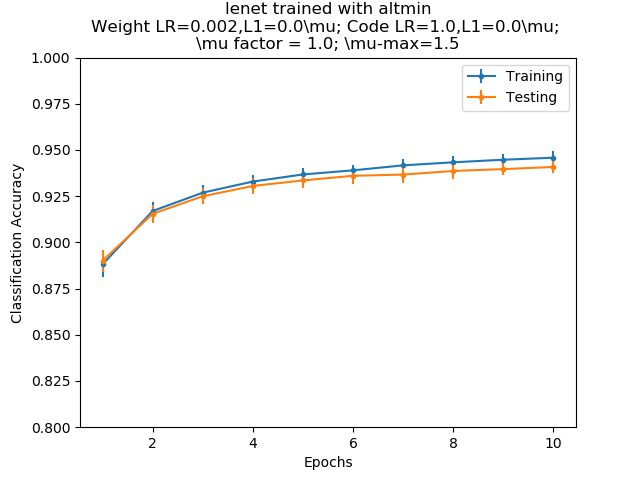 lenet trained with altmin
Weight LR=0.002,L1=0.0\mu; Code LR=1.0,L1=0.0\mu;
\mu factor = 1.0; \mu-max=1.5
1.000
0.975
0.950
0.925
0.900
0.875
0.850
0.825
0.800
Classification Accuracy
Training
Testing
2
4
6
8
10
Epochs